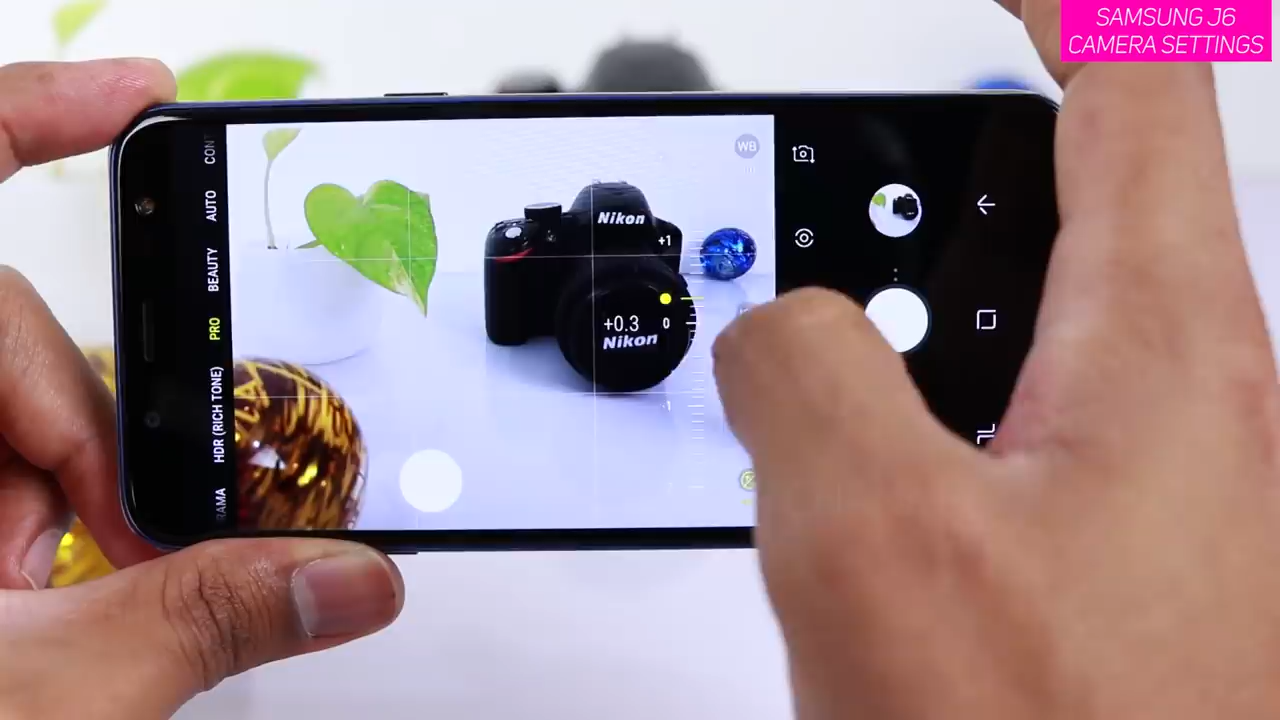 SAMSUNG J6
CAMERA SETTINGS
CONT
AUTO
BEAUTY
PRO
HDR (RICH TONE)
RAMA
WB
Nikon
+1
+0.3
0
Nikon
-1